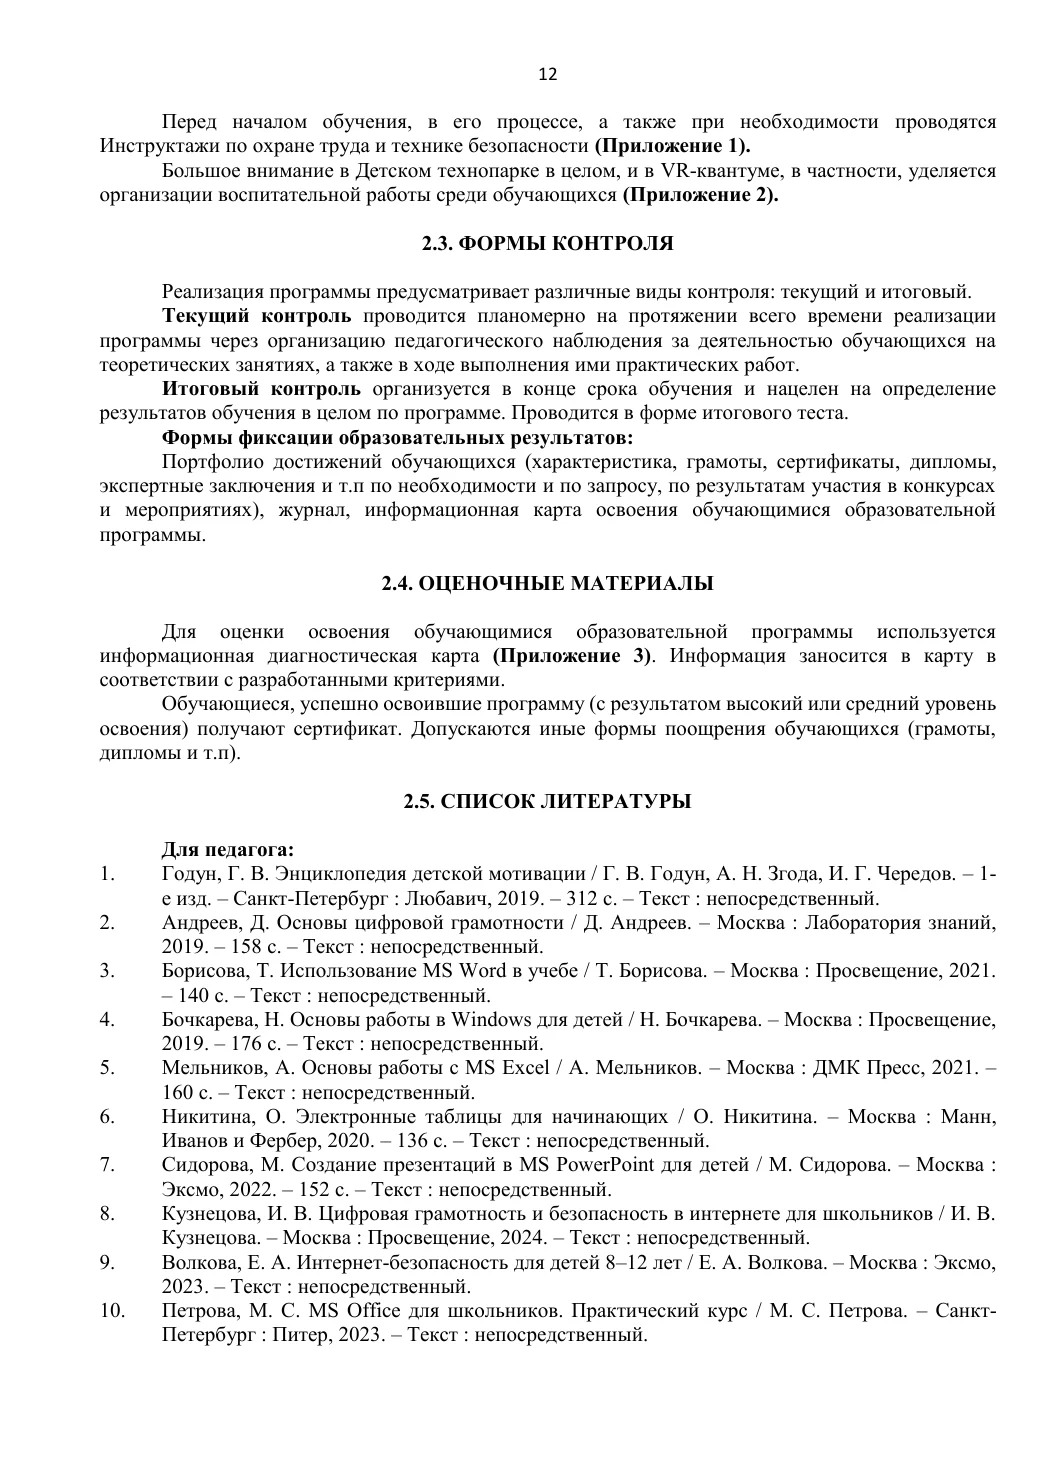 12
Перед началом обучения, в его процессе, а также при необходимости проводятся
Инструктажи по охране труда и технике безопасности (Приложение 1).
Большое внимание в Детском технопарке в целом, и в VR-квантуме, в частности, уделяется
организации воспитательной работы среди обучающихся (Приложение 2).
2.3. ФОРМЫ КОНТРОЛЯ
Реализация программы предусматривает различные виды контроля: текущий и итоговый.
Текущий контроль проводится планомерно на протяжении всего времени реализации
программы через организацию педагогического наблюдения за деятельностью обучающихся на
теоретических занятиях, а также в ходе выполнения ими практических работ.
Итоговый контроль организуется в конце срока обучения и нацелен на определение
результатов обучения в целом по программе. Проводится в форме итогового теста.
Формы фиксации образовательных результатов:
Портфолио достижений обучающихся (характеристика, грамоты, сертификаты, дипломы,
экспертные заключения и т.п по необходимости и по запросу, по результатам участия в конкурсах
и мероприятиях), журнал, информационная карта освоения обучающимися образовательной
программы.
2.4. ОЦЕНОЧНЫЕ МАТЕРИАЛЫ
Для оценки освоения обучающимися образовательной программы используется
информационная диагностическая карта (Приложение 3). Информация заносится в карту в
соответствии с разработанными критериями.
Обучающиеся, успешно освоившие программу (с результатом высокий или средний уровень
освоения) получают сертификат. Допускаются иные формы поощрения обучающихся (грамоты,
дипломы и т.п).
2.5. СПИСОК ЛИТЕРАТУРЫ
Для педагога:
1. Годун, Г. В. Энциклопедия детской мотивации / Г. В. Годун, А. Н. Згода, И. Г. Чередов. – 1-
е изд. – Санкт-Петербург : Любавич, 2019. – 312 с. – Текст : непосредственный.
2. Андреев, Д. Основы цифровой грамотности / Д. Андреев. – Москва : Лаборатория знаний,
2019. – 158 с. – Текст : непосредственный.
3. Борисова, Т. Использование MS Word в учебе / Т. Борисова. – Москва : Просвещение, 2021.
– 140 с. – Текст : непосредственный.
4. Бочкарева, Н. Основы работы в Windows для детей / Н. Бочкарева. – Москва : Просвещение,
2019. – 176 с. – Текст : непосредственный.
5. Мельников, А. Основы работы с MS Excel / А. Мельников. – Москва : ДМК Пресс, 2021. –
160 с. – Текст : непосредственный.
6. Никитина, О. Электронные таблицы для начинающих / О. Никитина. – Москва : Манн,
Иванов и Фербер, 2020. – 136 с. – Текст : непосредственный.
7. Сидорова, М. Создание презентаций в MS PowerPoint для детей / М. Сидорова. – Москва :
Эксмо, 2022. – 152 с. – Текст : непосредственный.
8. Кузнецова, И. В. Цифровая грамотность и безопасность в интернете для школьников / И. В.
Кузнецова. – Москва : Просвещение, 2024. – Текст : непосредственный.
9. Волкова, Е. А. Интернет-безопасность для детей 8–12 лет / Е. А. Волкова. – Москва : Эксмо,
2023. – Текст : непосредственный.
10. Петрова, М. С. MS Office для школьников. Практический курс / М. С. Петрова. – Санкт-
Петербург : Питер, 2023. – Текст : непосредственный.